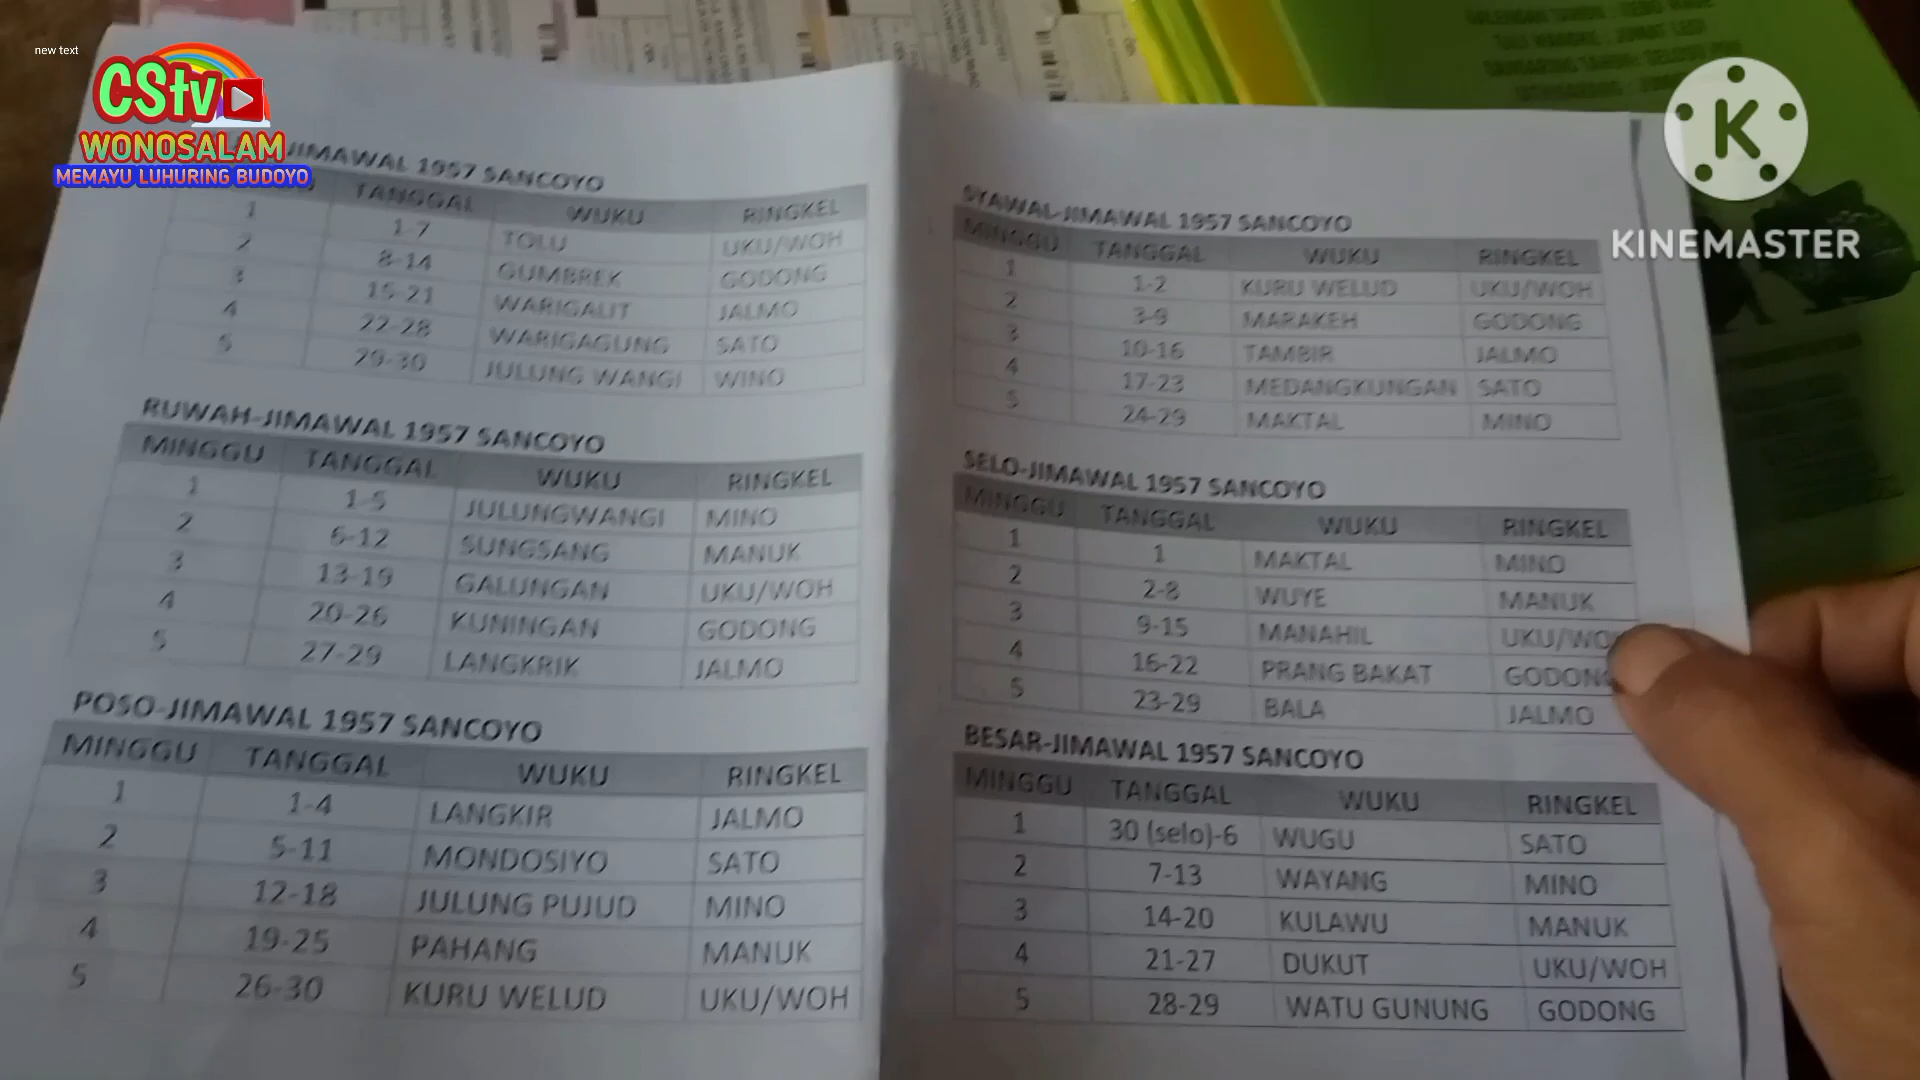 new text
CStv
WONOSALAM
MEMAYU LUHURING BUDOYO
KINEMASTER
JIMAWAL 1957 SANCOYO
TANGGAL WUKU RINGKEL
1 1-7 TOLU UKU/WOH
2 8-14 GUMBREK GODONG
3 15-21 WARIGALIT JALMO
4 22-28 WARIGAGUNG SATO
5 29-30 JULUNG WANGI WINO
RUWAH-JIMAWAL 1957 SANCOYO
MINGGU TANGGAL WUKU RINGKEL
1 1-5 JULUNGWANGI MINO
2 6-12 SUNGSANG MANUK
3 13-19 GALUNGAN UKU/WOH
4 20-26 KUNINGAN GODONG
5 27-29 LANGKRIK JALMO
POSO-JIMAWAL 1957 SANCOYO
MINGGU TANGGAL WUKU RINGKEL
1 1-4 LANGKIR JALMO
2 5-11 MONDOSIYO SATO
3 12-18 JULUNG PUJUD MINO
4 19-25 PAHANG MANUK
5 26-30 KURU WELUD UKU/WOH
SYAWAL-JIMAWAL 1957 SANCOYO
MINGGU TANGGAL WUKU RINGKEL
1 1-2 KURU WELUD UKU/WOH
2 3-9 MARAKEH GODONG
3 10-16 TAMBIR JALMO
4 17-23 MEDANGKUNGAN SATO
5 24-29 MAKTAL MINO
SELO-JIMAWAL 1957 SANCOYO
MINGGU TANGGAL WUKU RINGKEL
1 1 MAKTAL MINO
2 2-8 WUYE MANUK
3 9-15 MANAHIL UKU/WO
4 16-22 PRANG BAKAT GODONG
5 23-29 BALA JALMO
BESAR-JIMAWAL 1957 SANCOYO
MINGGU TANGGAL WUKU RINGKEL
1 30 (selo)-6 WUGU SATO
2 7-13 WAYANG MINO
3 14-20 KULAWU MANUK
4 21-27 DUKUT UKU/WOH
5 28-29 WATU GUNUNG GODONG